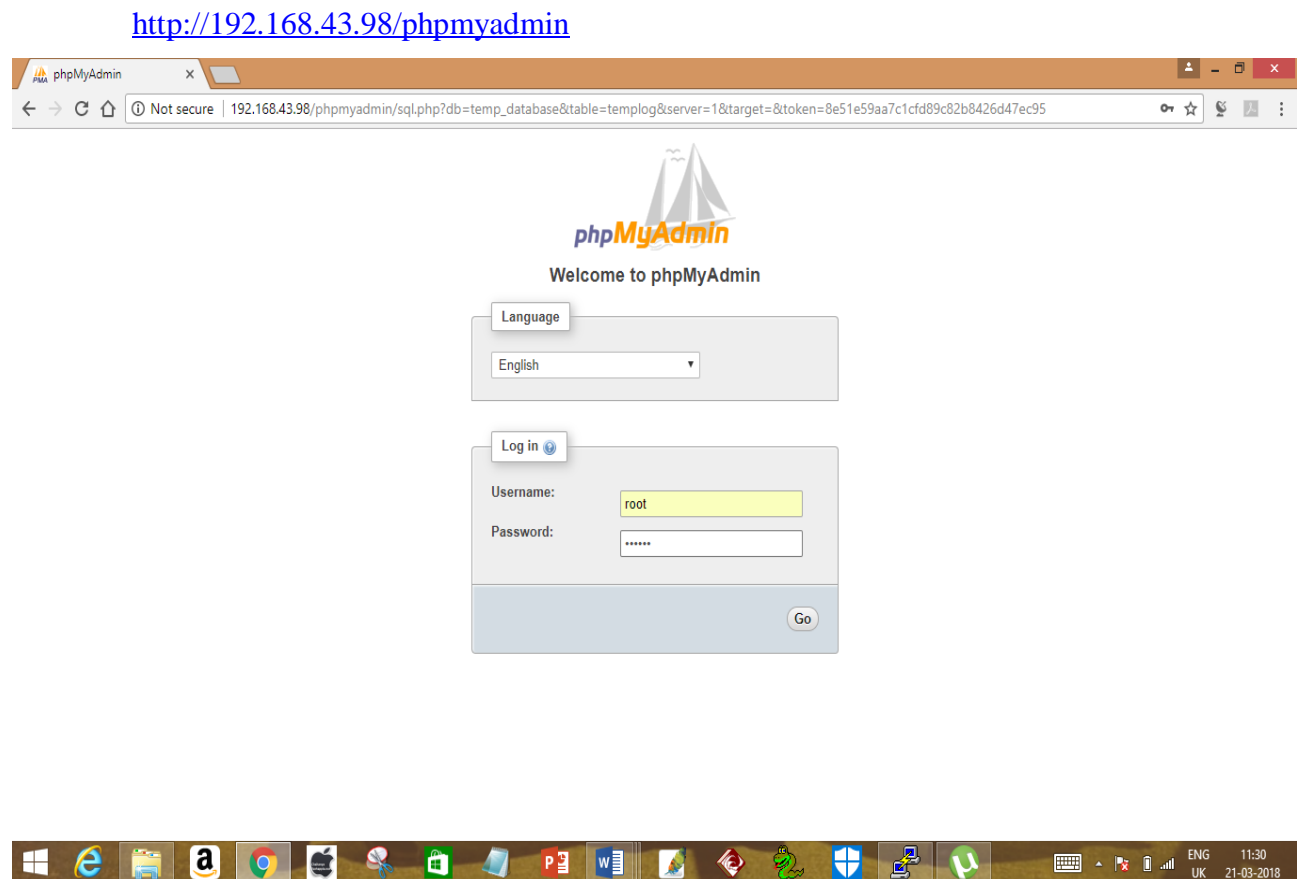 http://192.168.43.98/phpmyadmin
PMA phpMyAdmin
Not secure | 192.168.43.98/phpmyadmin/sql.php?db=temp_database&table=templog&server=1&target=&token=8e51e59aa7c1cfd89c82b8426d47ec95
phpMyAdmin
Welcome to phpMyAdmin
Language
English
Log in
Username:
root
Password:
••••••
Go
ENG 11:30
UK 21-03-2018